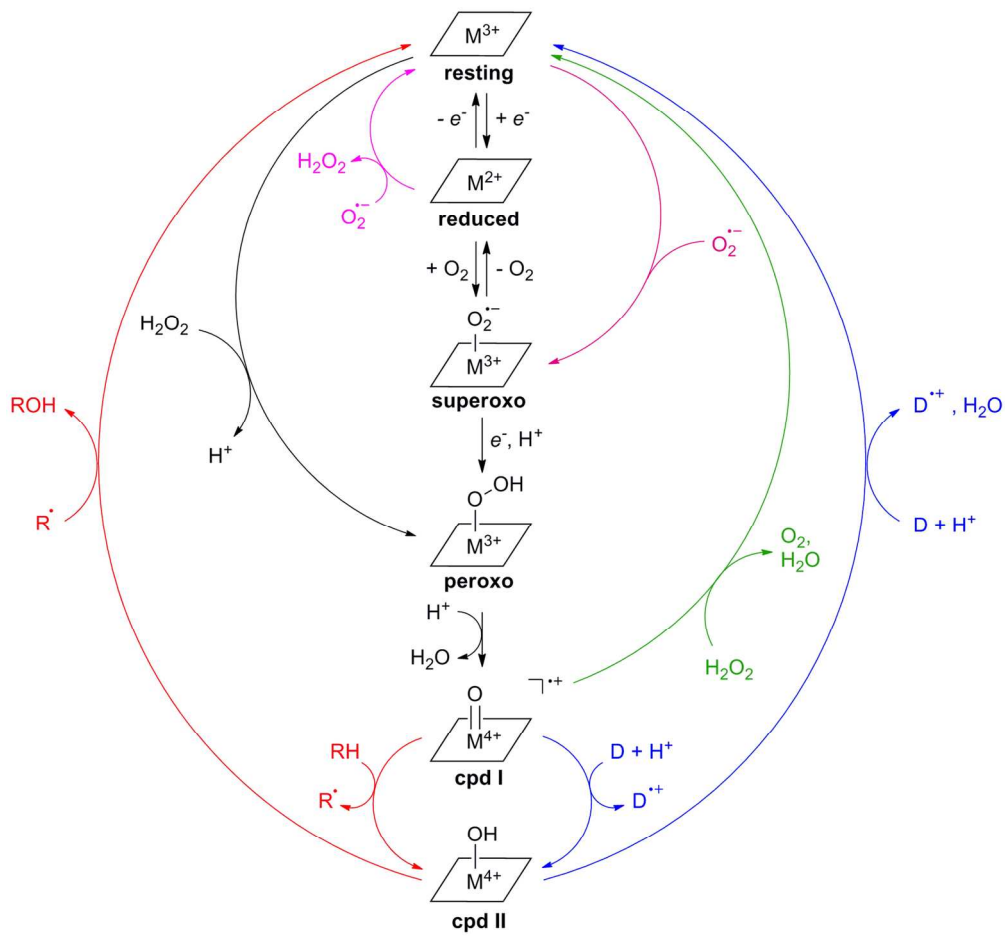 M³⁺
resting
- e⁻ + e⁻
H₂O₂
O₂•⁻
M²⁺
reduced
O₂•⁻
+ O₂ - O₂
O₂•⁻
M³⁺
superoxo
H₂O₂
H⁺
e⁻, H⁺
ROH
R•
D•⁺ , H₂O
D + H⁺
OH
O
M³⁺
peroxo
O₂,
H₂O
H₂O₂
H⁺
H₂O
•+
O
M⁴⁺
cpd I
RH
R•
D + H⁺
D•⁺
OH
M⁴⁺
cpd II